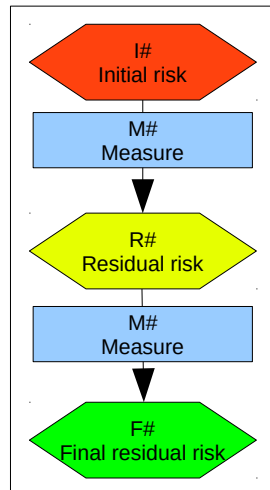 I#
Initial risk
M#
Measure
R#
Residual risk
M#
Measure
F#
Final residual risk